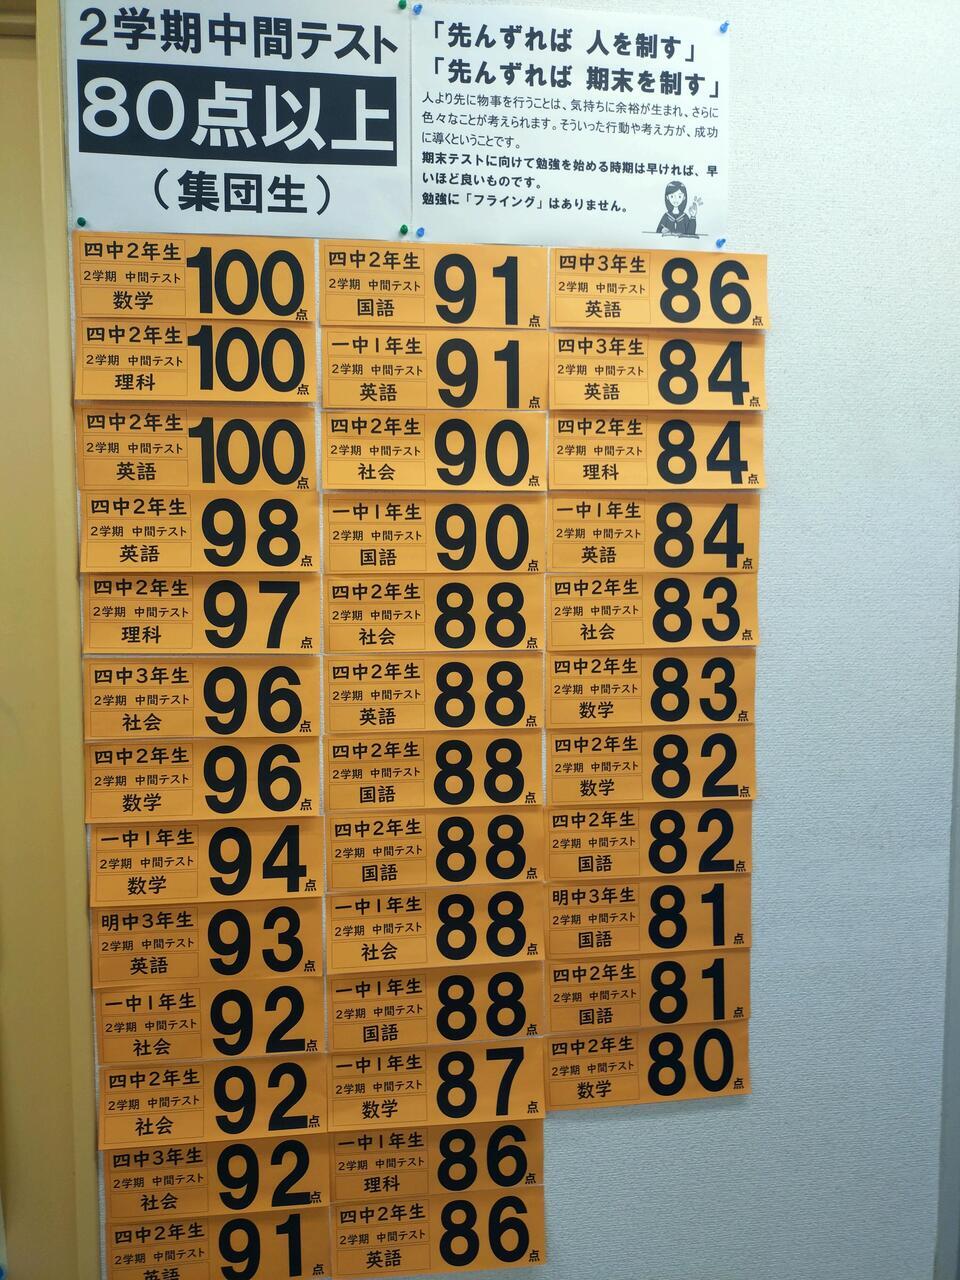 2学期中間テスト
80点以上
（集団生）
「先んずれば 人を制す」
「先んずれば 期末を制す」
人より先に物事を行うことは、気持ちに余裕が生まれ、さらに
色々なことが考えられます。そういった行動や考え方が、成功
に導くということです。
期末テストに向けて勉強を始める時期は早ければ、早
いほど良いものです。
勉強に「フライング」はありません。
四中2年生
2学期 中間テスト
数学
100点
四中2年生
2学期 中間テスト
理科
100点
四中2年生
2学期 中間テスト
英語
100点
四中2年生
2学期 中間テスト
英語
98点
四中2年生
2学期 中間テスト
理科
97点
四中3年生
2学期 中間テスト
社会
96点
四中2年生
2学期 中間テスト
数学
96点
一中1年生
2学期 中間テスト
数学
94点
明中3年生
2学期 中間テスト
英語
93点
一中1年生
2学期 中間テスト
社会
92点
四中2年生
2学期 中間テスト
社会
92点
四中3年生
2学期 中間テスト
社会
92点
四中2年生
2学期 中間テスト
英語
91点
四中2年生
2学期 中間テスト
国語
91点
一中1年生
2学期 中間テスト
英語
91点
四中2年生
2学期 中間テスト
社会
90点
一中1年生
2学期 中間テスト
国語
90点
四中2年生
2学期 中間テスト
社会
88点
四中2年生
2学期 中間テスト
英語
88点
四中2年生
2学期 中間テスト
国語
88点
四中2年生
2学期 中間テスト
国語
88点
一中1年生
2学期 中間テスト
社会
88点
一中1年生
2学期 中間テスト
国語
88点
一中1年生
2学期 中間テスト
数学
87点
一中1年生
2学期 中間テスト
理科
86点
四中2年生
2学期 中間テスト
英語
86点
四中3年生
2学期 中間テスト
英語
86点
四中3年生
2学期 中間テスト
英語
84点
四中2年生
2学期 中間テスト
理科
84点
一中1年生
2学期 中間テスト
英語
84点
四中2年生
2学期 中間テスト
社会
83点
四中2年生
2学期 中間テスト
数学
83点
四中2年生
2学期 中間テスト
数学
82点
四中2年生
2学期 中間テスト
国語
82点
明中3年生
2学期 中間テスト
国語
81点
四中2年生
2学期 中間テスト
国語
81点
四中2年生
2学期 中間テスト
数学
80点